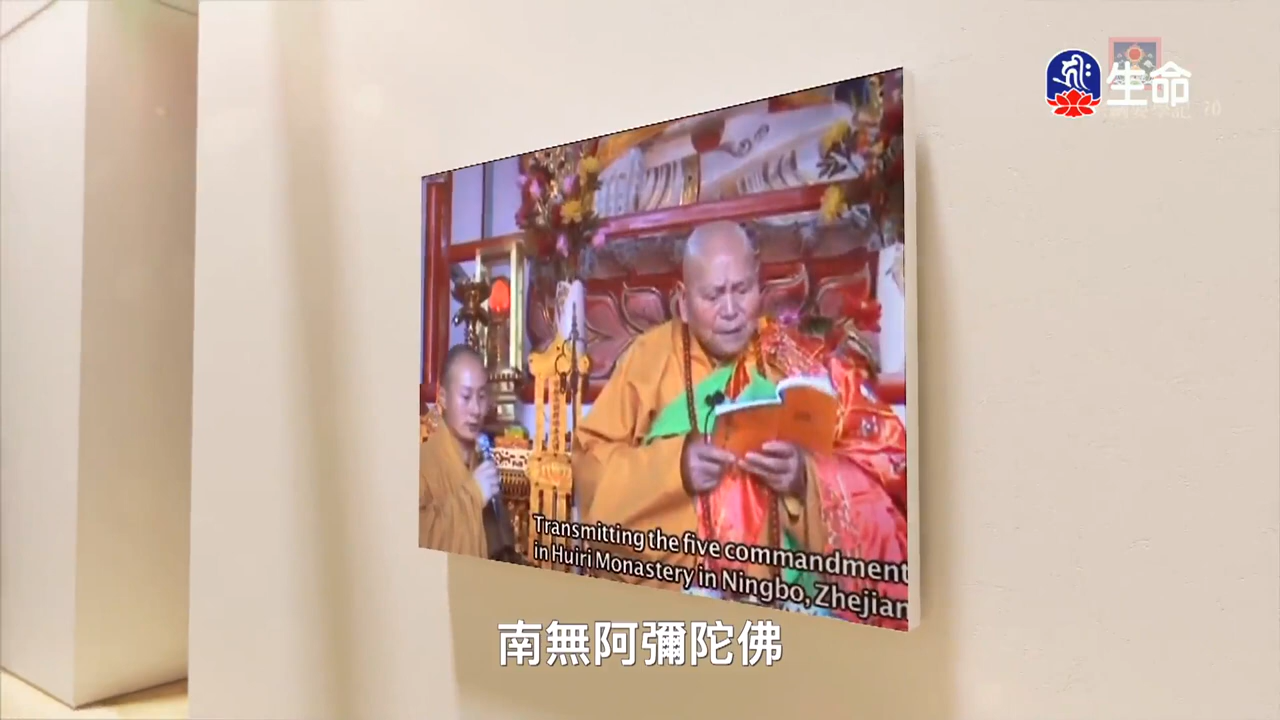 生命
Transmitting the five commandment
in Huiri Monastery in Ningbo, Zhejian
南無阿彌陀佛